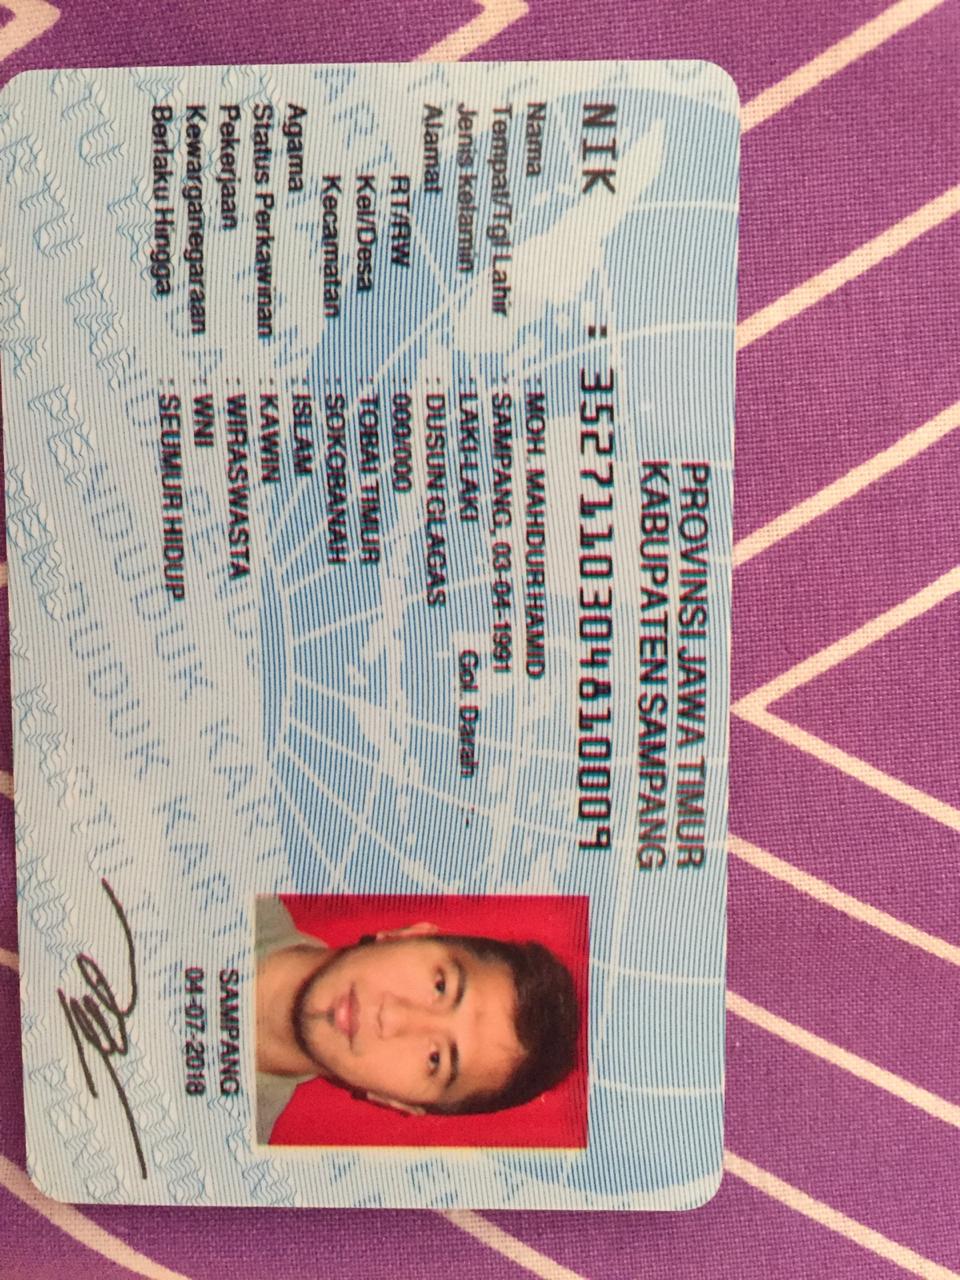 PROVINSI JAWA TIMUR
KABUPATEN SAMPANG
NIK : 3527110304810009
Nama : MOH. MAHDUR HAMID
Tempat/Tgl Lahir : SAMPANG, 03-04-1991
Jenis kelamin : LAKI-LAKI Gol. Darah : -
Alamat : DUSUN GLAGAS
RT/RW : 000/000
Kel/Desa : TOBAI TIMUR
Kecamatan : SOKOBANAH
Agama : ISLAM
Status Perkawinan : KAWIN
Pekerjaan : WIRASWASTA
Kewarganegaraan : WNI
Berlaku Hingga : SEUMUR HIDUP
SAMPANG
04-07-2018